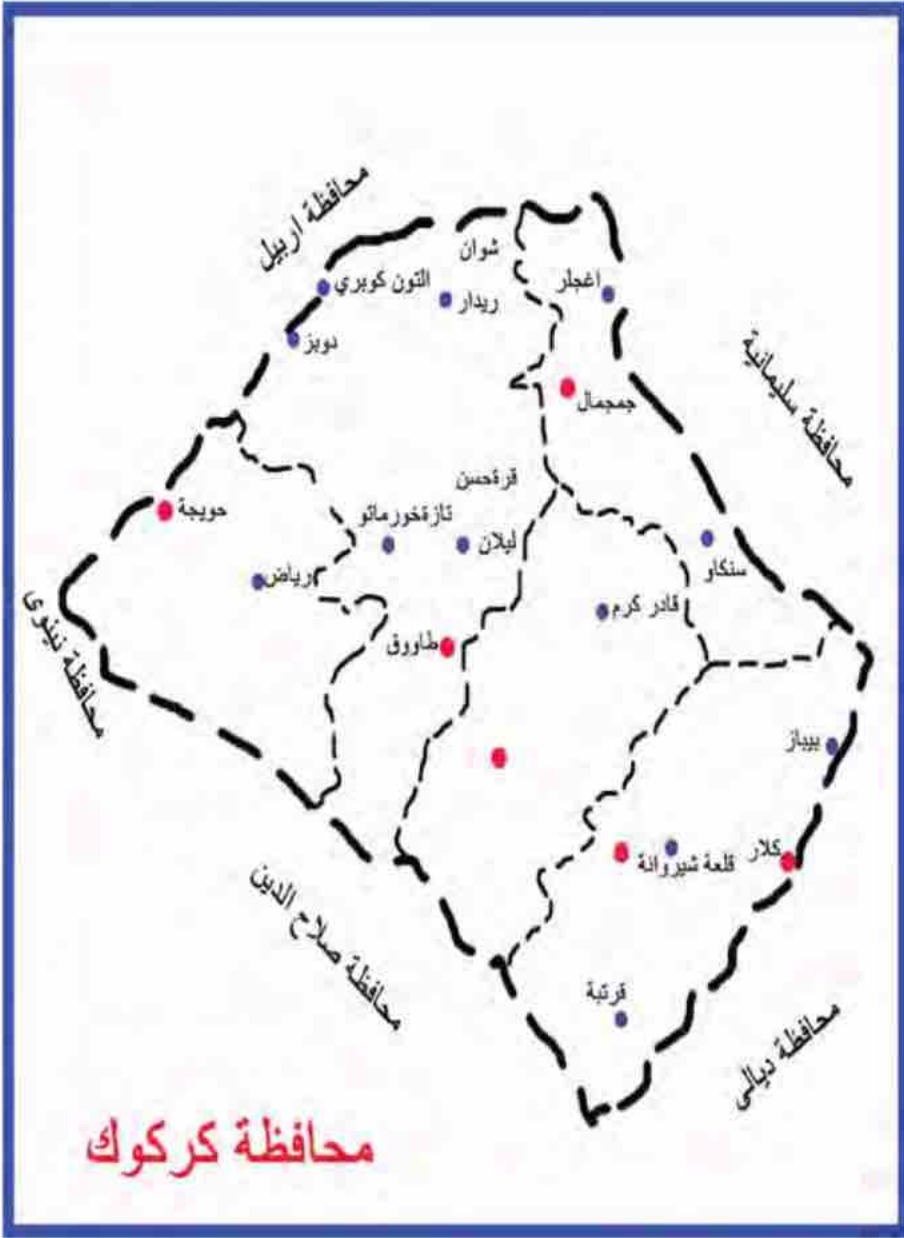 محافظة اربيل
شوان
اغجلر
التون كوبري
ريدار
دوبز
محافظة سليمانية
جمجمال
قرةحسن
حويجة
تازةخورماتو
ليلان
سنكاو
رياض
قادر كرم
محافظة نينوى
طاووق
بيباز
كلار
قلعة شيروانة
محافظة صلاح الدين
قرتبة
محافظة ديالى
محافظة كركوك